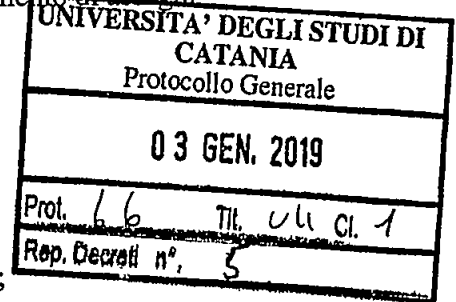 UNIVERSITA' DEGLI STUDI DI
CATANIA
Protocollo Generale
03 GEN. 2019
Prot. 66 Tit. VII Cl. 1
Rep. Decreti n°. 5
;